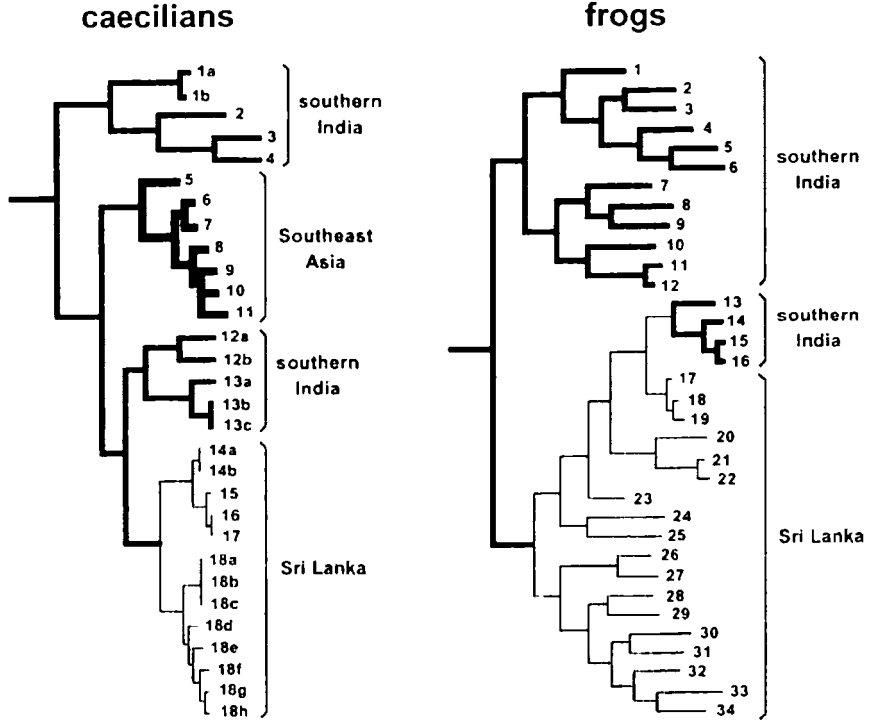 caecilians
1a
1b
2
3
4
southern
India
5
6
7
8
9
10
11
Southeast
Asia
12a
12b
13a
13b
13c
southern
India
14a
14b
15
16
17
18a
18b
18c
18d
18e
18f
18g
18h
Sri Lanka
frogs
1
2
3
4
5
6
7
8
9
10
11
12
southern
India
13
14
15
16
southern
India
17
18
19
20
21
22
23
24
25
26
27
28
29
30
31
32
33
34
Sri Lanka